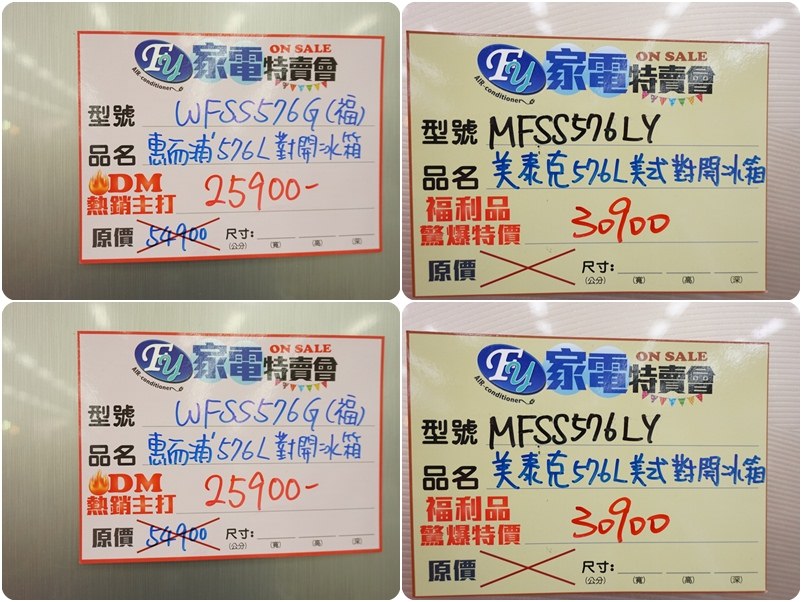 Fy 家電特賣會 ON SALE
AIR-conditioner
型號 WFSS576G(福)
品名 惠而浦576L對開冰箱
DM
熱銷主打 25900-
原價 54900 尺寸:
(公分) (寬) (高) (深)
Fy 家電特賣會 ON SALE
AIR-conditioner
型號 MFSS576LY
品名 美泰克576L美式對開冰箱
福利品
驚爆特價 30900
原價 尺寸:
(公分) (寬) (高) (深)
Fy 家電特賣會 ON SALE
AIR-conditioner
型號 WFSS576G(福)
品名 惠而浦576L對開冰箱
DM
熱銷主打 25900-
原價 54900 尺寸:
(公分) (寬) (高) (深)
Fy 家電特賣會 ON SALE
AIR-conditioner
型號 MFSS576LY
品名 美泰克576L美式對開冰箱
福利品
驚爆特價 30900
原價 尺寸:
(公分) (寬) (高) (深)